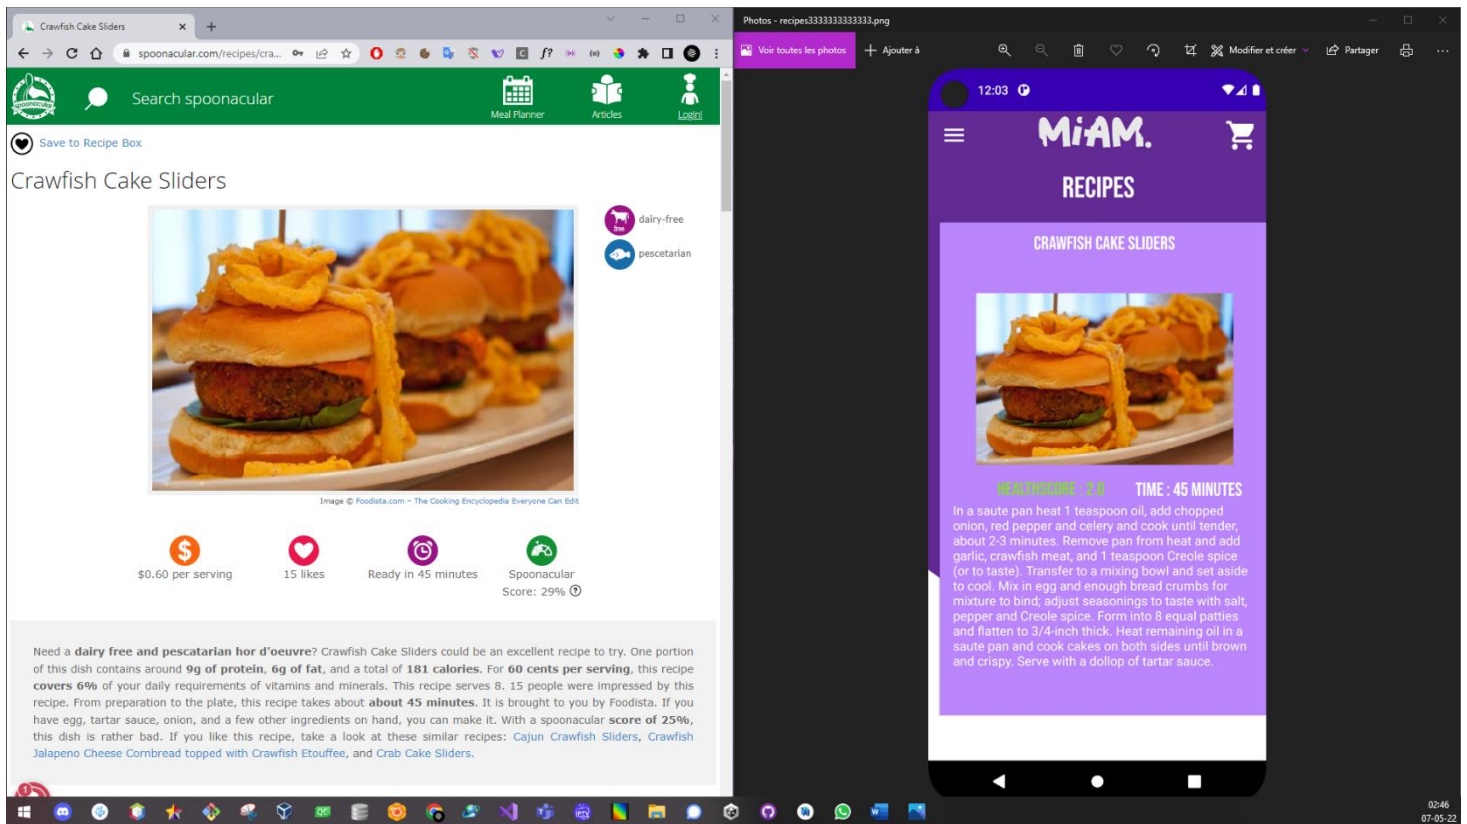 Crawfish Cake Sliders
spoonacular.com/recipes/cra...
spoonacular
Search spoonacular
Meal Planner
Articles
Login!
Save to Recipe Box
Crawfish Cake Sliders
free
dairy-free
pescetarian
Image © Foodista.com – The Cooking Encyclopedia Everyone Can Edit
$0.60 per serving
15 likes
Ready in 45 minutes
Spoonacular
Score: 29%
Need a dairy free and pescatarian hor d'oeuvre? Crawfish Cake Sliders could be an excellent recipe to try. One portion
of this dish contains around 9g of protein, 6g of fat, and a total of 181 calories. For 60 cents per serving, this recipe
covers 6% of your daily requirements of vitamins and minerals. This recipe serves 8. 15 people were impressed by this
recipe. From preparation to the plate, this recipe takes about about 45 minutes. It is brought to you by Foodista. If you
have egg, tartar sauce, onion, and a few other ingredients on hand, you can make it. With a spoonacular score of 25%,
this dish is rather bad. If you like this recipe, take a look at these similar recipes: Cajun Crawfish Sliders, Crawfish
Jalapeno Cheese Cornbread topped with Crawfish Etouffee, and Crab Cake Sliders.
1
Photos - recipes3333333333333.png
Voir toutes les photos
Ajouter à
Modifier et créer
Partager
12:03
MiAM.
RECIPES
CRAWFISH CAKE SLIDERS
HEALTHSCORE : 2.0
TIME : 45 MINUTES
In a saute pan heat 1 teaspoon oil, add chopped
onion, red pepper and celery and cook until tender,
about 2-3 minutes. Remove pan from heat and add
garlic, crawfish meat, and 1 teaspoon Creole spice
(or to taste). Transfer to a mixing bowl and set aside
to cool. Mix in egg and enough bread crumbs for
mixture to bind; adjust seasonings to taste with salt,
pepper and Creole spice. Form into 8 equal patties
and flatten to 3/4-inch thick. Heat remaining oil in a
saute pan and cook cakes on both sides until brown
and crispy. Serve with a dollop of tartar sauce.
02:46
07-05-22